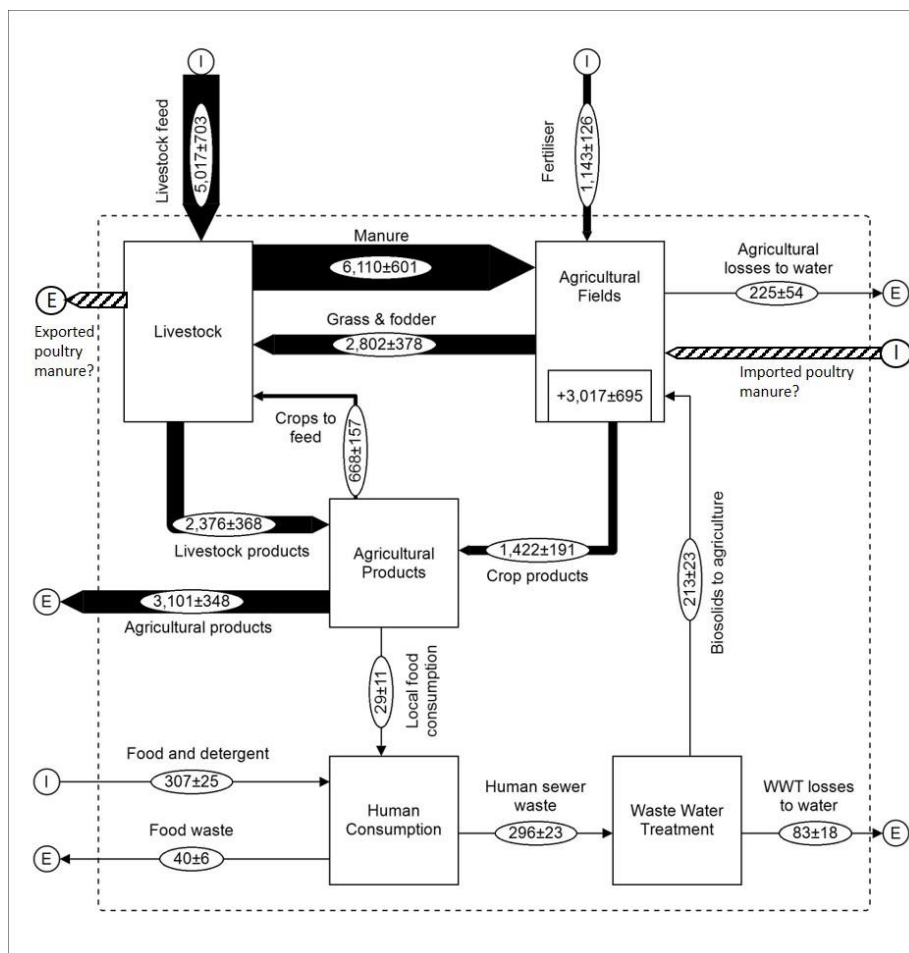 I
I
Livestock feed
5,017±703
Fertiliser
1,143±126
Manure
6,110±601
Livestock
Agricultural
Fields
Agricultural
losses to water
225±54
E
E
Exported
poultry
manure?
Grass & fodder
2,802±378
I
Imported poultry
manure?
+3,017±695
Crops to
feed
668±157
2,376±368
Livestock products
Agricultural
Products
1,422±191
Crop products
Biosolids to agriculture
213±23
E
3,101±348
Agricultural products
29±11
Local food
consumption
I
Food and detergent
307±25
Human
Consumption
Human sewer
waste
296±23
Waste Water
Treatment
WWT losses
to water
83±18
E
Food waste
40±6
E